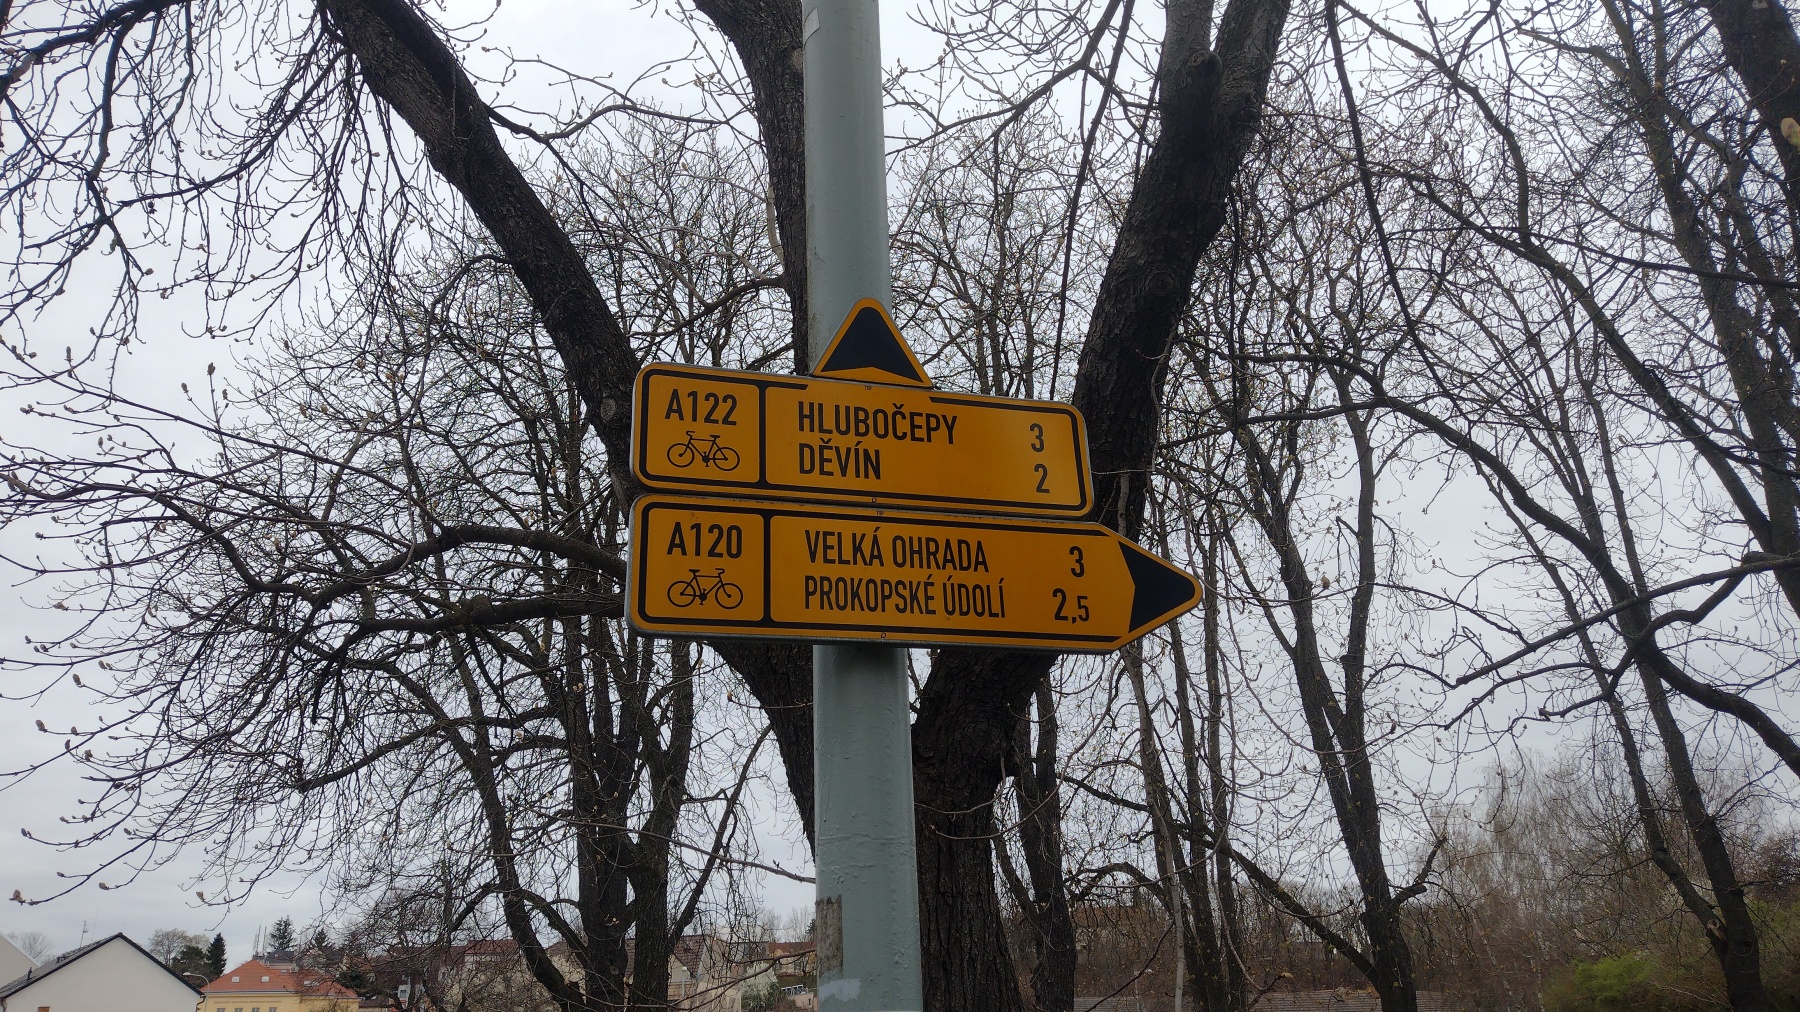 A122 HLUBOČEPY 3
DĚVÍN 2
A120 VELKÁ OHRADA 3
PROKOPSKÉ ÚDOLÍ 2,5